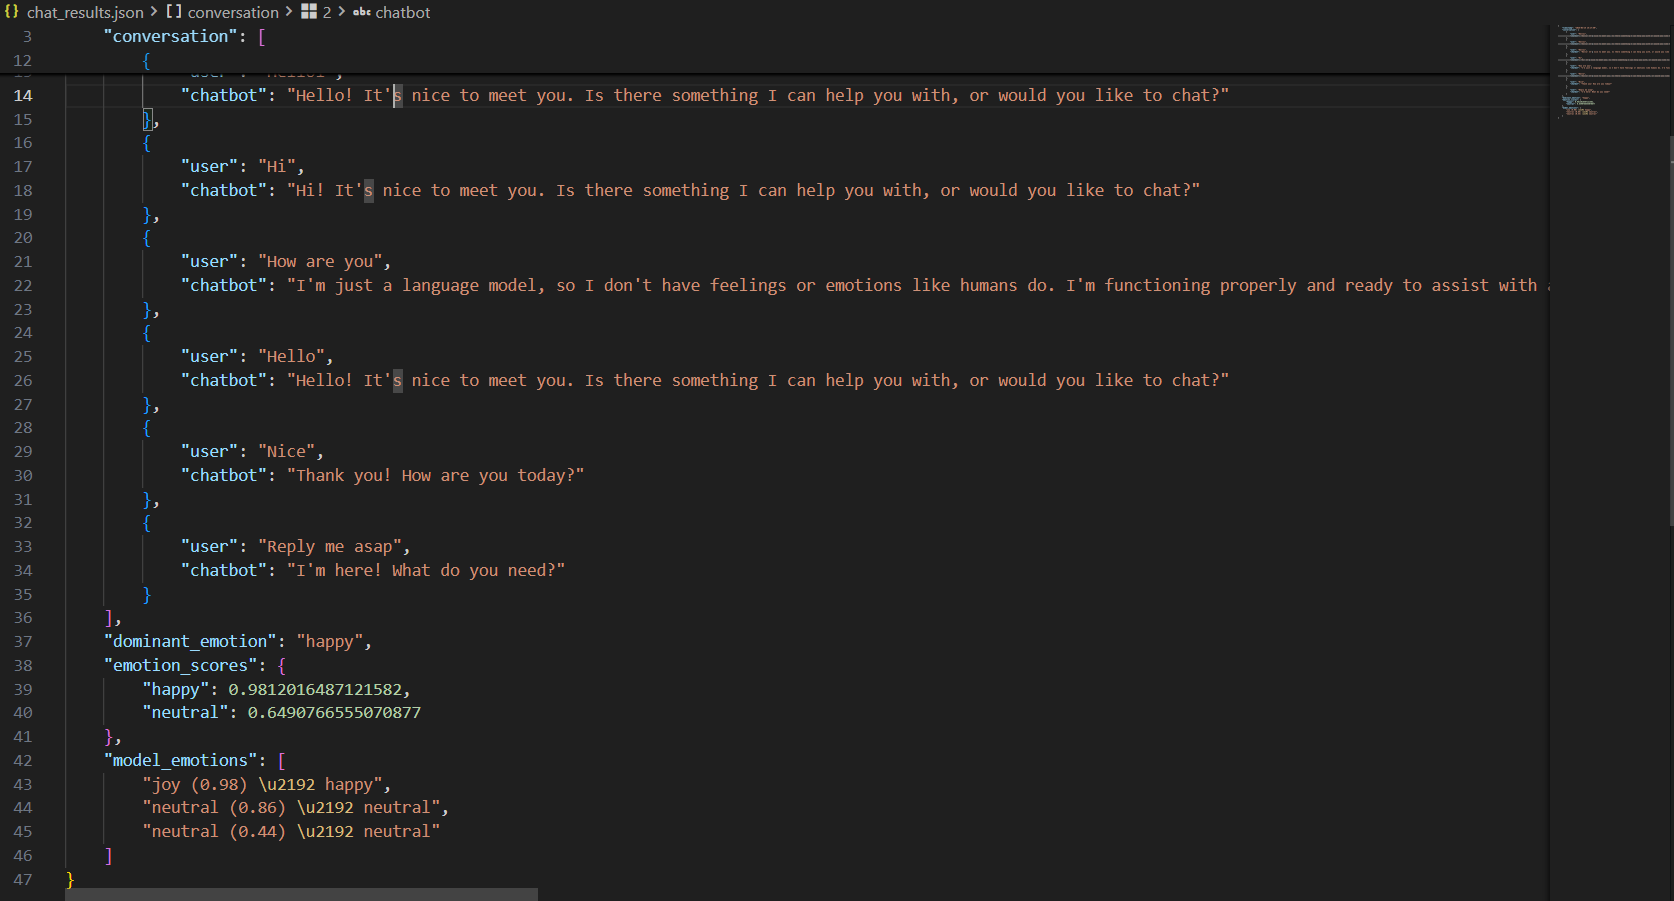 chat_results.json > [ ] conversation > 2 > abc chatbot
3 "conversation": [
12 {
14 "chatbot": "Hello! It's nice to meet you. Is there something I can help you with, or would you like to chat?"
15 },
16 {
17 "user": "Hi",
18 "chatbot": "Hi! It's nice to meet you. Is there something I can help you with, or would you like to chat?"
19 },
20 {
21 "user": "How are you",
22 "chatbot": "I'm just a language model, so I don't have feelings or emotions like humans do. I'm functioning properly and ready to assist with
23 },
24 {
25 "user": "Hello",
26 "chatbot": "Hello! It's nice to meet you. Is there something I can help you with, or would you like to chat?"
27 },
28 {
29 "user": "Nice",
30 "chatbot": "Thank you! How are you today?"
31 },
32 {
33 "user": "Reply me asap",
34 "chatbot": "I'm here! What do you need?"
35 }
36 ],
37 "dominant_emotion": "happy",
38 "emotion_scores": {
39 "happy": 0.9812016487121582,
40 "neutral": 0.6490766555070877
41 },
42 "model_emotions": [
43 "joy (0.98) \u2192 happy",
44 "neutral (0.86) \u2192 neutral",
45 "neutral (0.44) \u2192 neutral"
46 ]
47 }